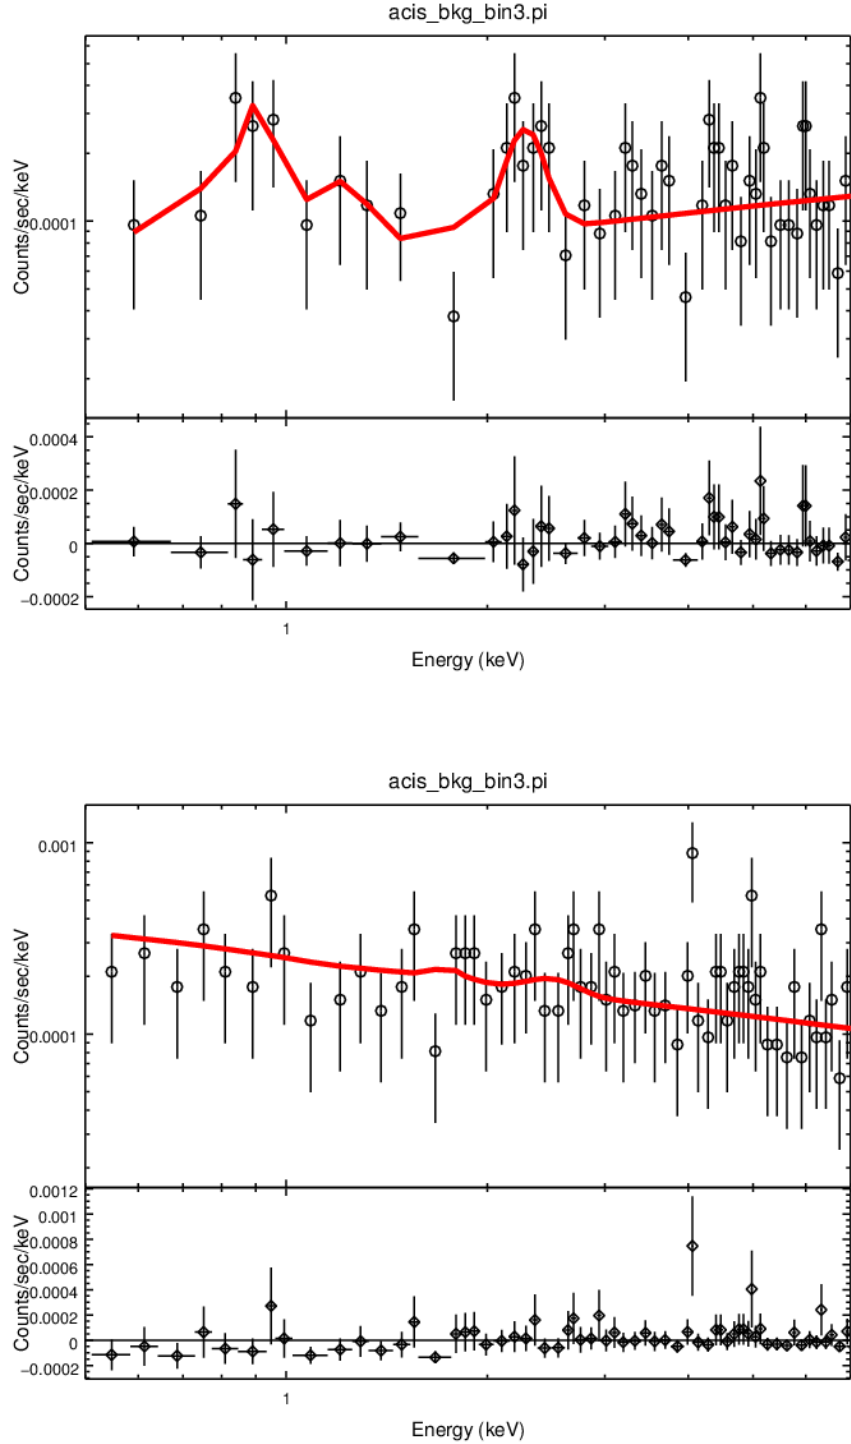 acis_bkg_bin3.pi
Counts/sec/keV
0.0001
Counts/sec/keV
0.0004
0.0002
0
−0.0002
1
Energy (keV)
acis_bkg_bin3.pi
Counts/sec/keV
0.001
0.0001
Counts/sec/keV
0.0012
0.001
0.0008
0.0006
0.0004
0.0002
0
−0.0002
1
Energy (keV)